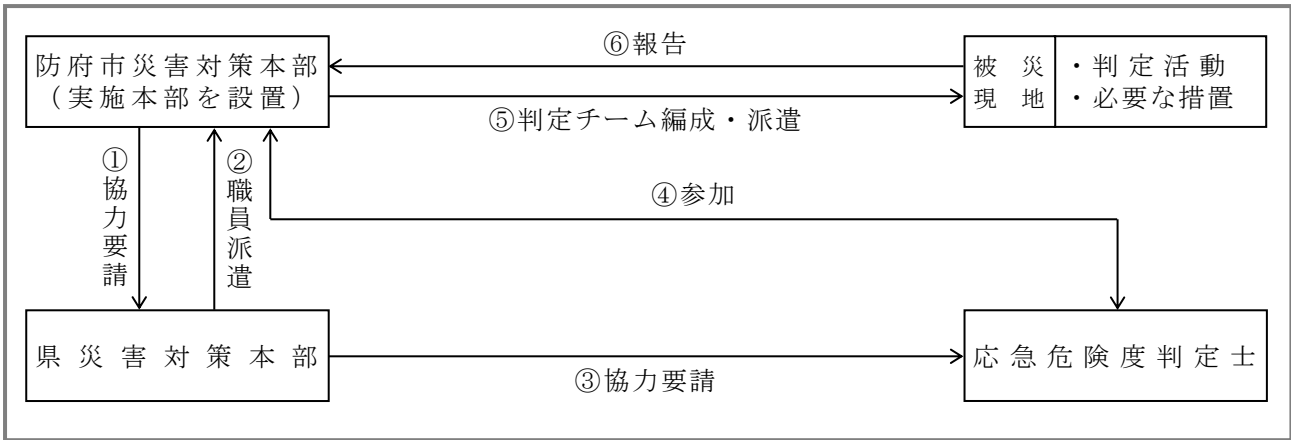 ⑥報告
防府市災害対策本部
(実施本部を設置)
被災
現地
・判定活動
・必要な措置
⑤判定チーム編成・派遣
①協力要請
②職員派遣
④参加
県災害対策本部
応急危険度判定士
③協力要請